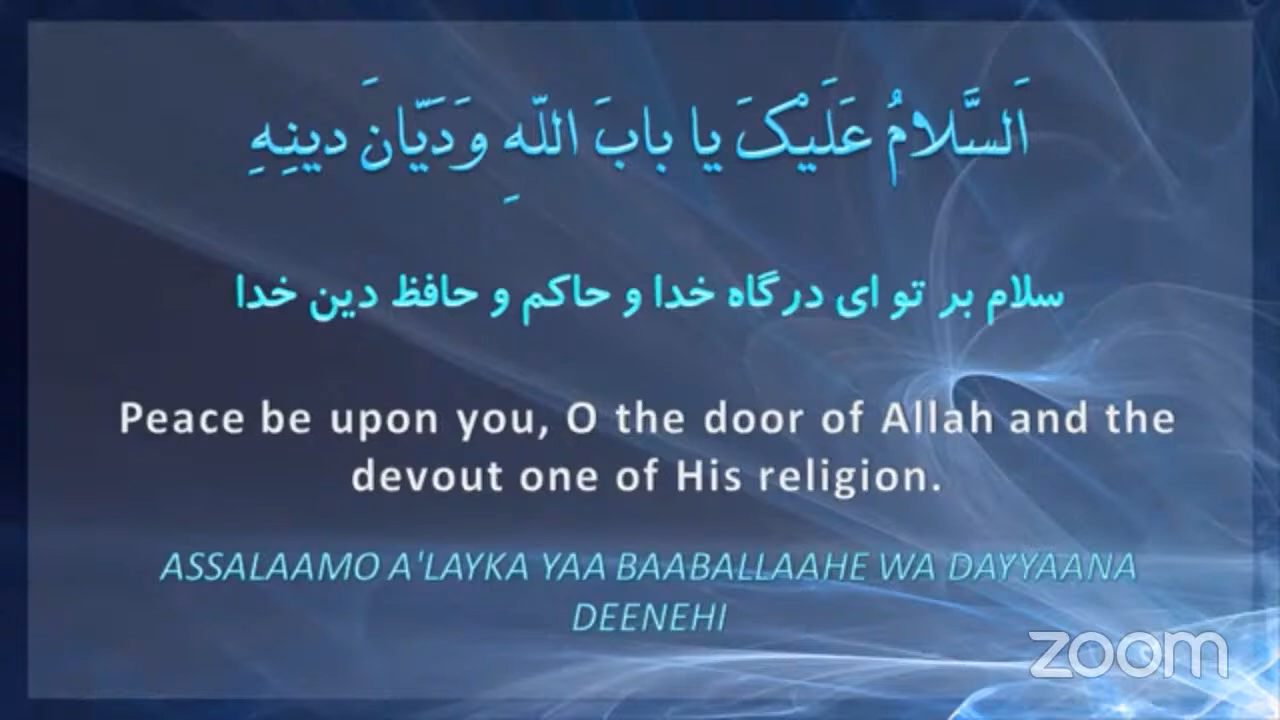 اَلسَّلامُ عَلَیْکَ یا بابَ اللّهِ وَدَیّانَ دینِهِ
سلام بر تو ای درگاه خدا و حاکم و حافظ دین خدا
Peace be upon you, O the door of Allah and the
devout one of His religion.
ASSALAAMO A'LAYKA YAA BAABALLAAHE WA DAYYAANA
DEENEHI
zoom